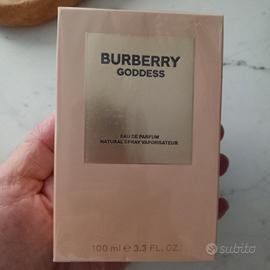 BURBERRY
GODDESS
EAU DE PARFUM
NATURAL SPRAY VAPORISATEUR
100 ml ℮ 3.3 FL. OZ.
subito